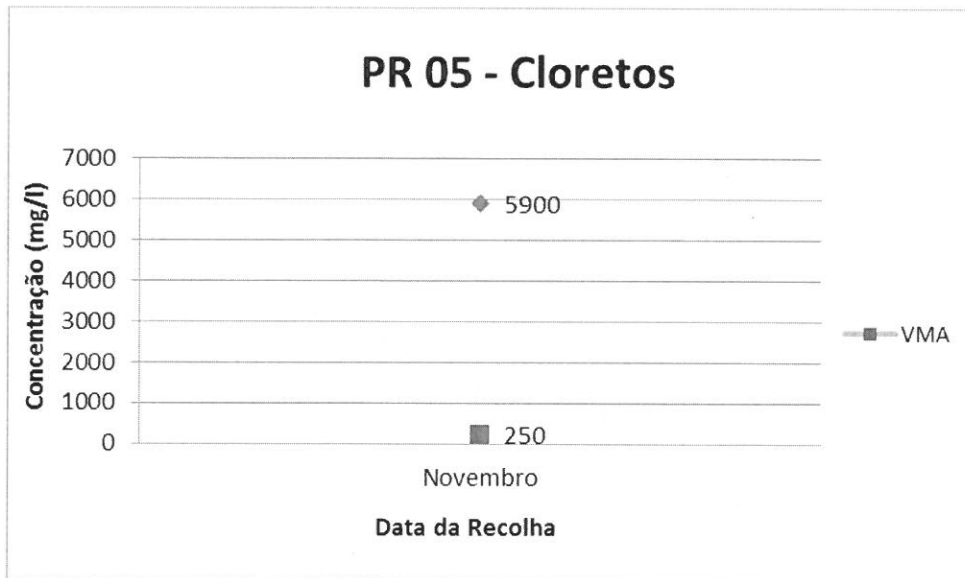 PR 05 - Cloretos
Concentração (mg/l)
7000
6000
5000
4000
3000
2000
1000
0
5900
250
VMA
Novembro
Data da Recolha